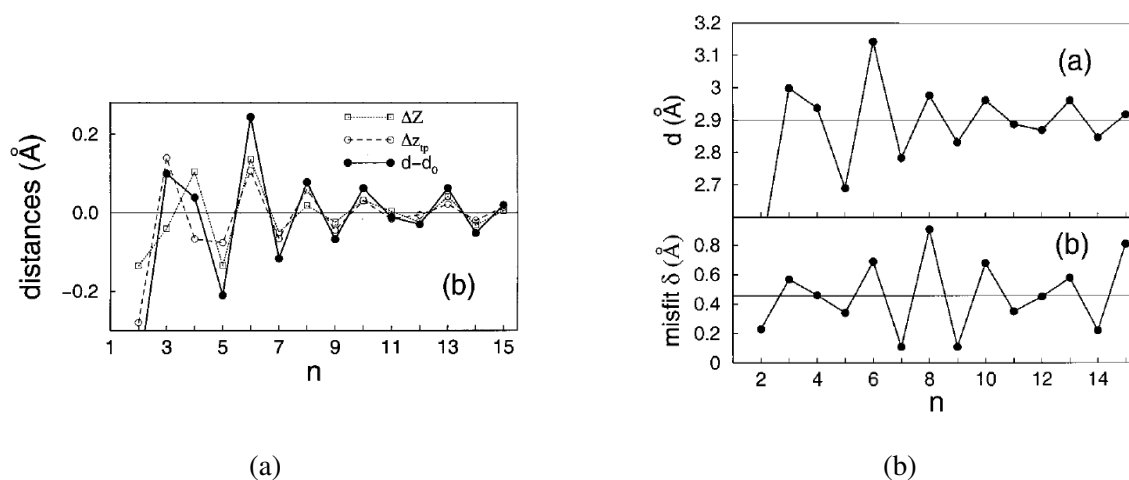 distances (Å)
0.2
0.0
−0.2
1
3
5
7
9
11
13
15
n
ΔZ
Δz_tp
d−d_o
(b)
(a)
d (Å)
3.2
3.1
3
2.9
2.8
2.7
(a)
misfit δ (Å)
0.8
0.6
0.4
0.2
0
(b)
2
4
6
8
10
12
14
n
(b)